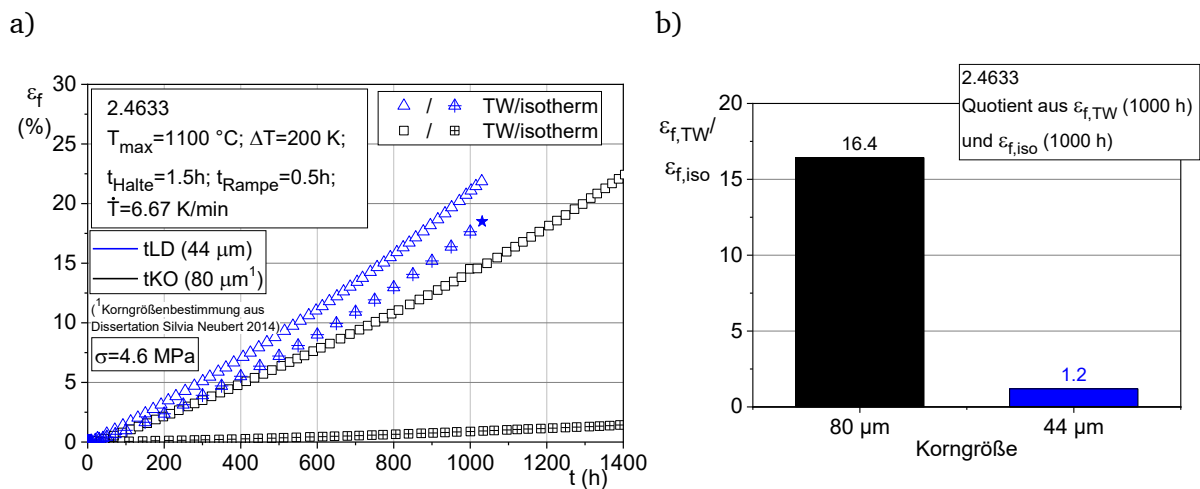 a)
30
25
20
15
10
5
0
ε_f
(%)
2.4633
T_max=1100 °C; ΔT=200 K;
t_Halte=1.5h; t_Rampe=0.5h;
Ṫ=6.67 K/min
/ TW/isotherm
/ TW/isotherm
tLD (44 µm)
tKO (80 µm¹)
(¹Korngrößenbestimmung aus
Dissertation Silvia Neubert 2014)
σ=4.6 MPa
0 200 400 600 800 1000 1200 1400
t (h)
b)
2.4633
Quotient aus ε_f,TW (1000 h)
und ε_f,iso (1000 h)
20
15
10
5
0
ε_f,TW/
ε_f,iso
16.4
1.2
80 µm 44 µm
Korngröße